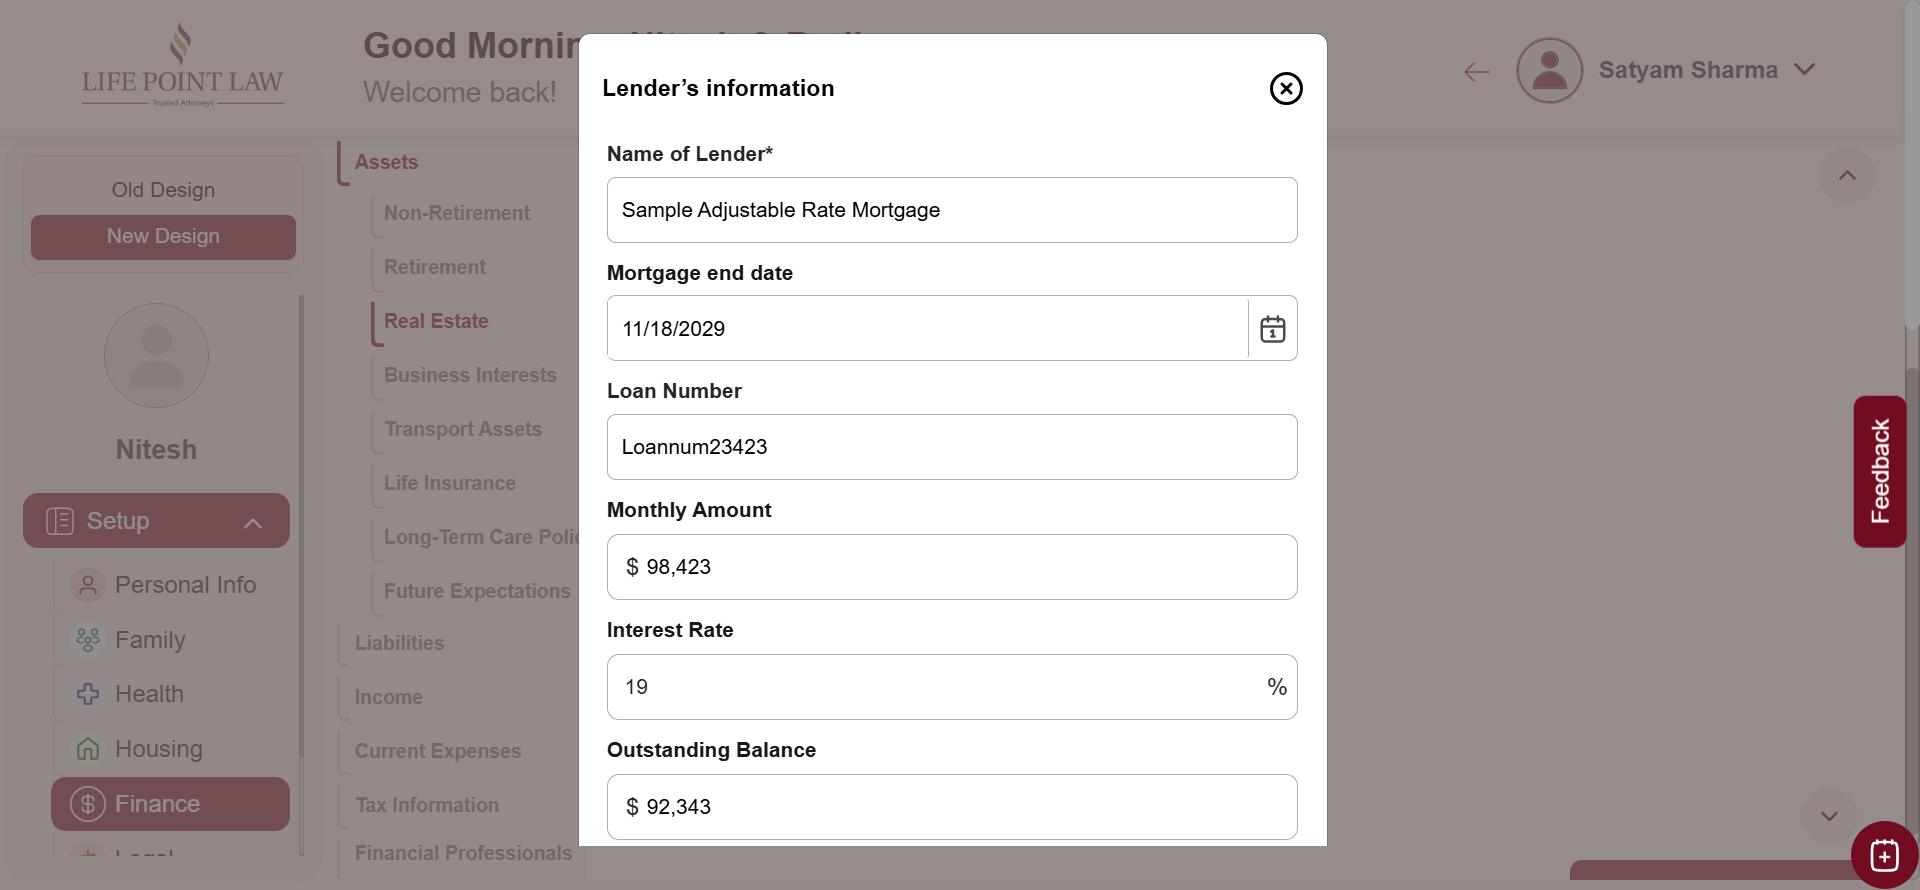 LIFE POINT LAW
Trusted Attorneys
Good Mornin
Welcome back!
Satyam Sharma
Old Design
New Design
Nitesh
Setup
Personal Info
Family
Health
Housing
Finance
Legal
Assets
Non-Retirement
Retirement
Real Estate
Business Interests
Transport Assets
Life Insurance
Long-Term Care Polic
Future Expectations
Liabilities
Income
Current Expenses
Tax Information
Financial Professionals
Lender’s information
Name of Lender*
Sample Adjustable Rate Mortgage
Mortgage end date
11/18/2029
1
Loan Number
Loannum23423
Monthly Amount
$ 98,423
Interest Rate
19 %
Outstanding Balance
$ 92,343
Feedback